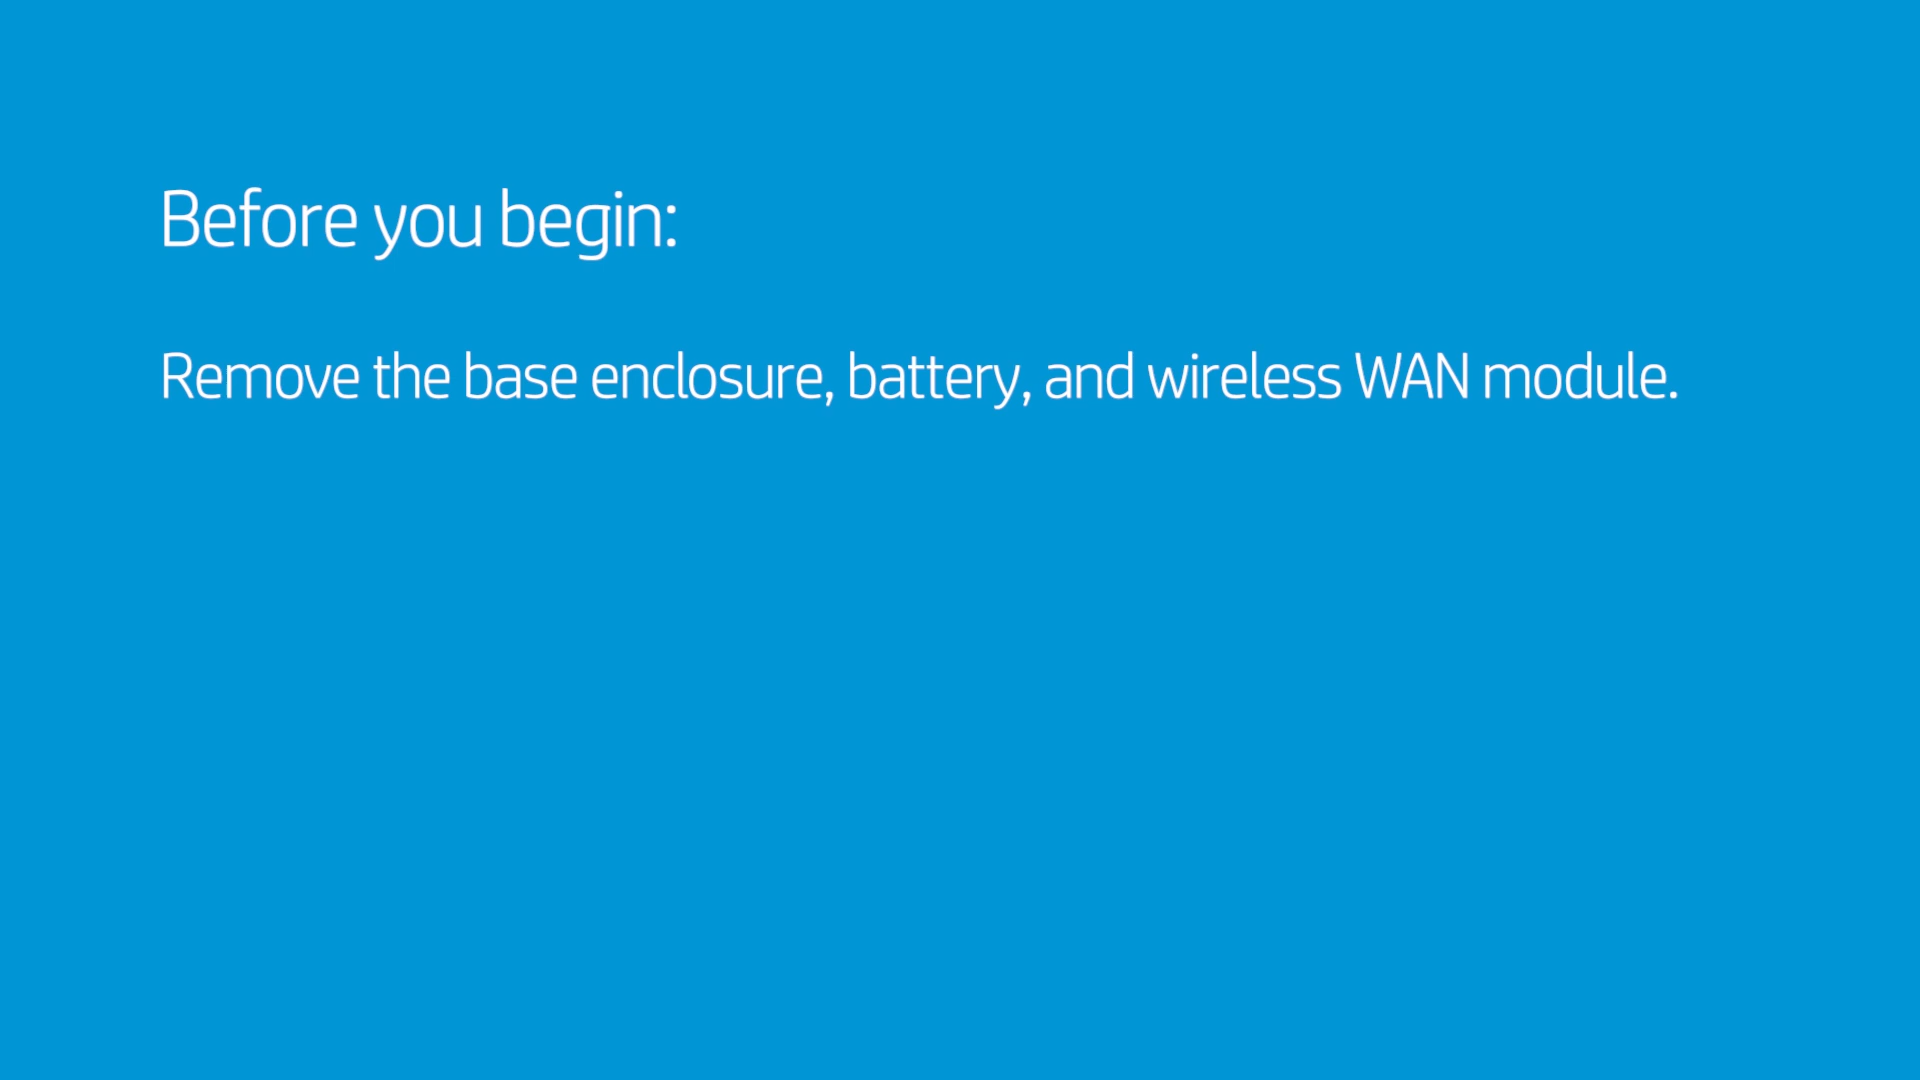 Before you begin:
Remove the base enclosure, battery, and wireless WAN module.